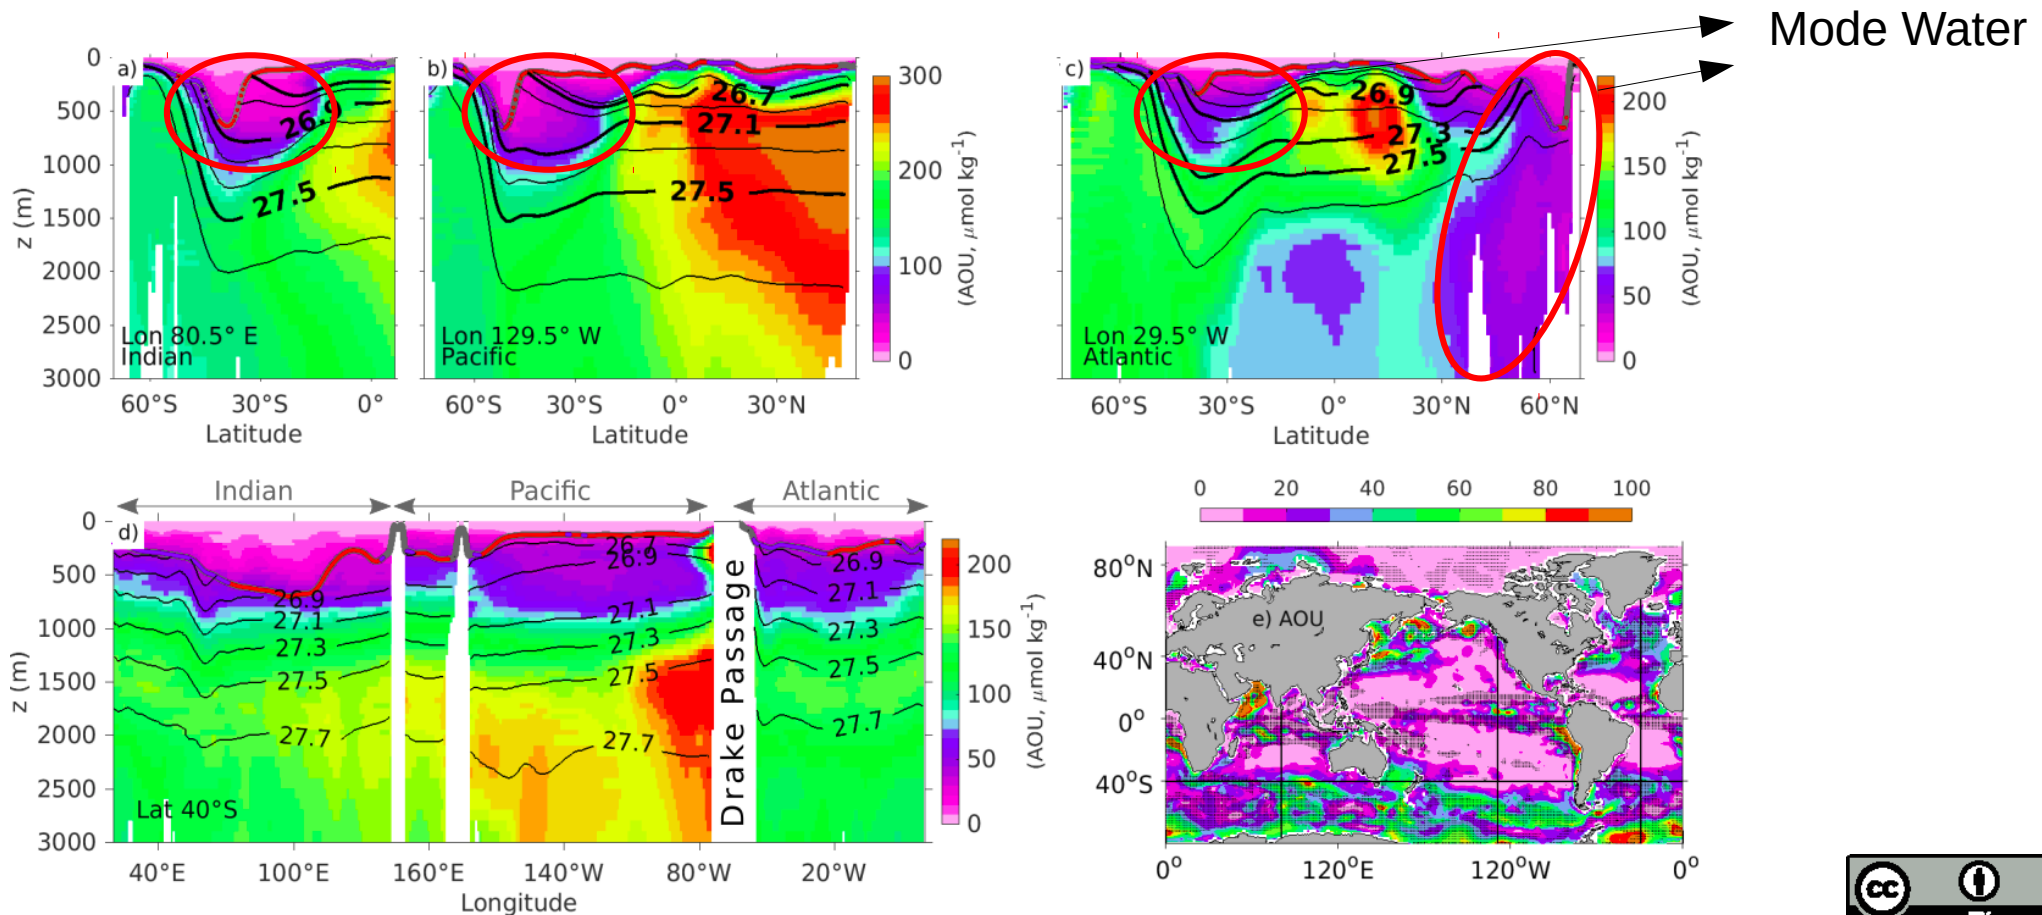 Mode Water
a)
26.9
27.5
Lon 80.5° E
Indian
0
500
1000
1500
2000
2500
3000
z (m)
60°S
30°S
0°
Latitude
b)
26.7
27.1
27.5
Lon 129.5° W
Pacific
60°S
30°S
0°
30°N
Latitude
300
200
100
0
(AOU, μmol kg-1)
c)
26.9
27.3
27.5
Lon 29.5° W
Atlantic
60°S
30°S
0°
30°N
60°N
Latitude
200
150
100
50
0
(AOU, μmol kg-1)
Indian
Pacific
Atlantic
d)
0
500
1000
1500
2000
2500
3000
z (m)
26.9
27.1
27.3
27.5
27.7
26.7
26.9
27.1
27.3
27.5
27.7
Drake Passage
26.9
27.1
27.3
27.5
27.7
Lat 40°S
40°E
100°E
160°E
140°W
80°W
20°W
Longitude
200
150
100
50
0
(AOU, μmol kg-1)
0 20 40 60 80 100
e) AOU
80°N
40°N
0°
40°S
0°
120°E
120°W
0°
cc